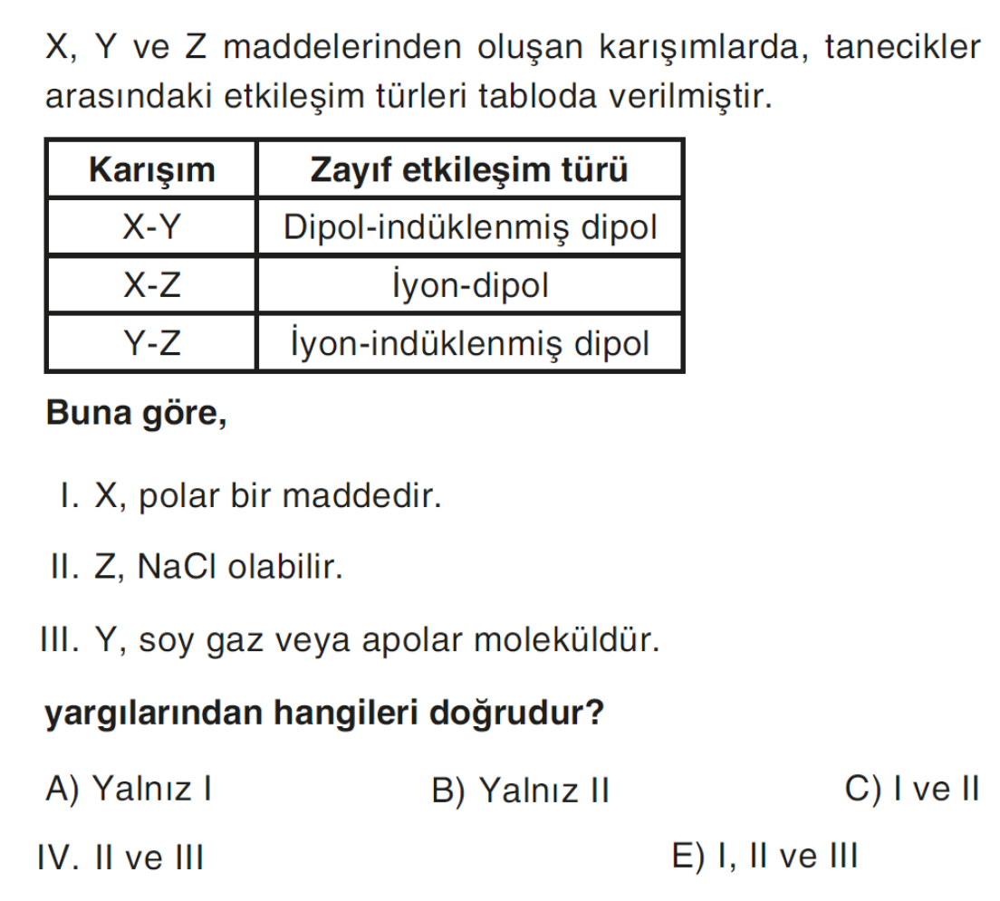 X, Y ve Z maddelerinden oluşan karışımlarda, tanecikler
arasındaki etkileşim türleri tabloda verilmiştir.
Karışım Zayıf etkileşim türü
X-Y Dipol-indüklenmiş dipol
X-Z İyon-dipol
Y-Z İyon-indüklenmiş dipol
Buna göre,
I. X, polar bir maddedir.
II. Z, NaCl olabilir.
III. Y, soy gaz veya apolar moleküldür.
yargılarından hangileri doğrudur?
A) Yalnız I B) Yalnız II C) I ve II
IV. II ve III E) I, II ve III